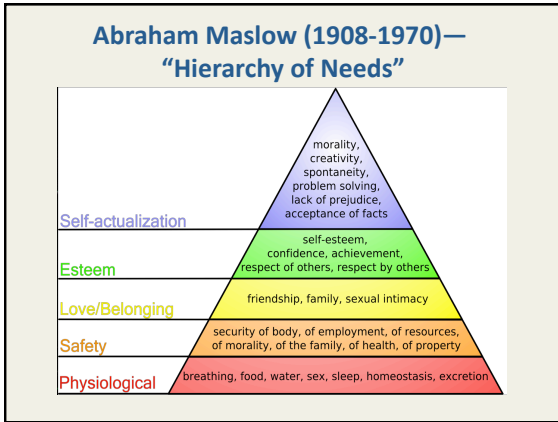 Abraham Maslow (1908-1970)—
“Hierarchy of Needs”
morality,
creativity,
spontaneity,
problem solving,
lack of prejudice,
acceptance of facts
Self-actualization
self-esteem,
confidence, achievement,
respect of others, respect by others
Esteem
friendship, family, sexual intimacy
Love/Belonging
security of body, of employment, of resources,
of morality, of the family, of health, of property
Safety
breathing, food, water, sex, sleep, homeostasis, excretion
Physiological